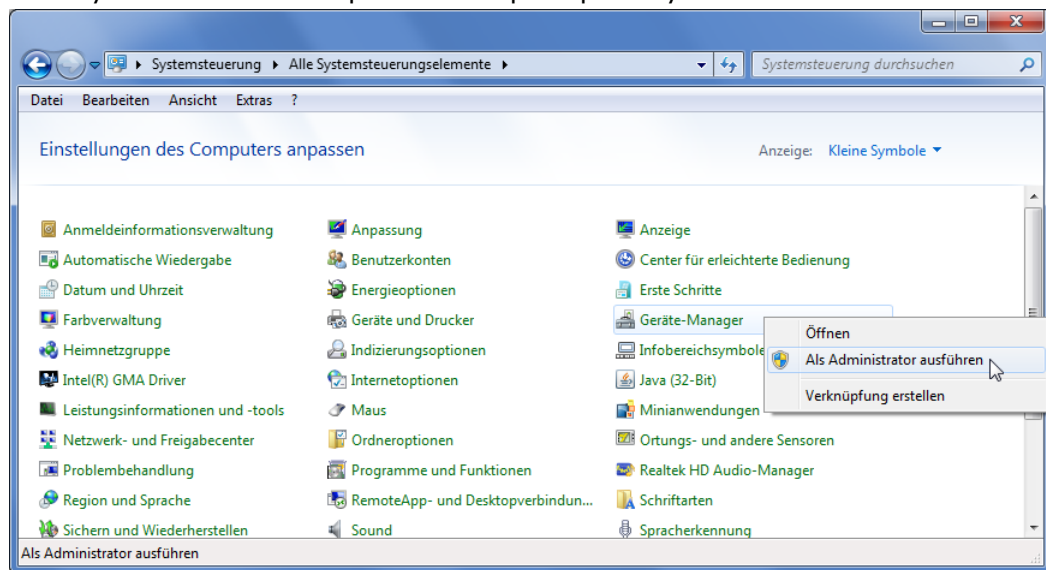 Systemsteuerung ▸ Alle Systemsteuerungselemente ▸
Systemsteuerung durchsuchen
Datei Bearbeiten Ansicht Extras ?
Einstellungen des Computers anpassen
Anzeige: Kleine Symbole
Anmeldeinformationsverwaltung Anpassung Anzeige
Automatische Wiedergabe Benutzerkonten Center für erleichterte Bedienung
Datum und Uhrzeit Energieoptionen Erste Schritte
Farbverwaltung Geräte und Drucker Geräte-Manager
Heimnetzgruppe Indizierungsoptionen Infobereichsymbole
Intel(R) GMA Driver Internetoptionen Java (32-Bit)
Leistungsinformationen und -tools Maus Minianwendungen
Netzwerk- und Freigabecenter Ordneroptionen Ortungs- und andere Sensoren
Problembehandlung Programme und Funktionen Realtek HD Audio-Manager
Region und Sprache RemoteApp- und Desktopverbindun... Schriftarten
Sichern und Wiederherstellen Sound Spracherkennung
Öffnen
Als Administrator ausführen
Verknüpfung erstellen
Als Administrator ausführen